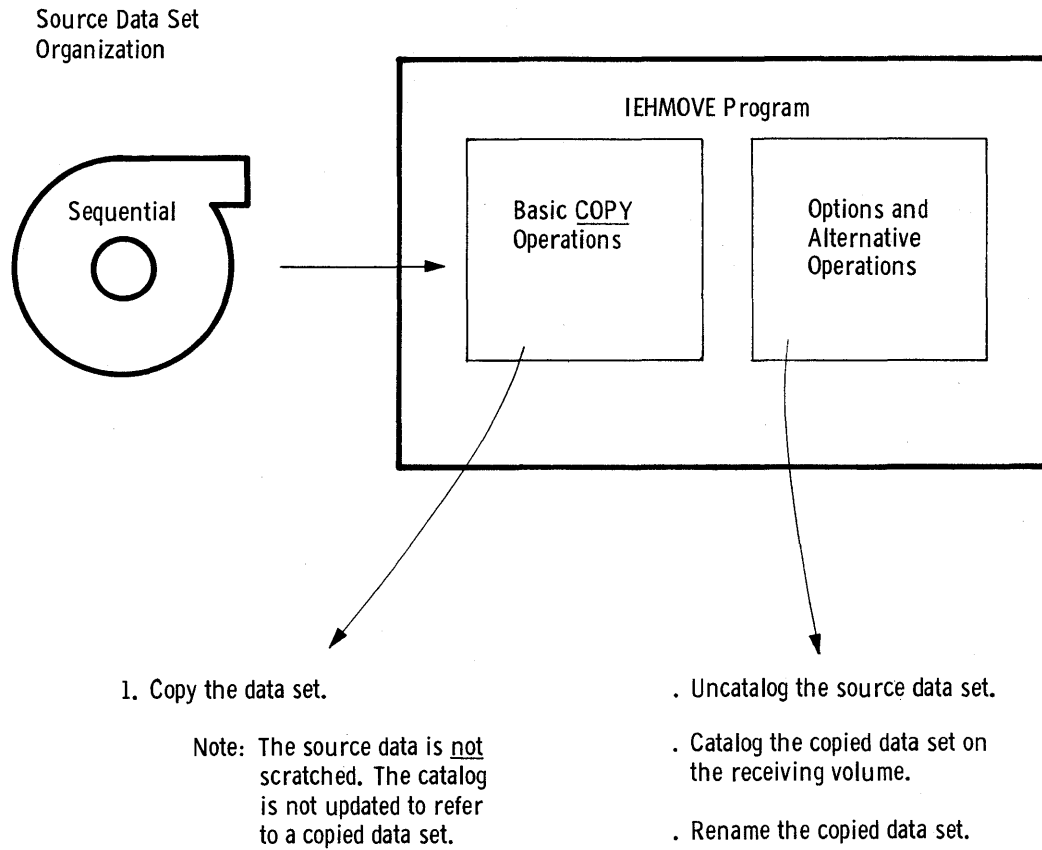 Source Data Set
Organization
IEHMOVE Program
Sequential
Basic COPY
Operations
Options and
Alternative
Operations
1. Copy the data set.
Note: The source data is not
scratched. The catalog
is not updated to refer
to a copied data set.
. Uncatalog the source data set.
. Catalog the copied data set on
the receiving volume.
. Rename the copied data set.